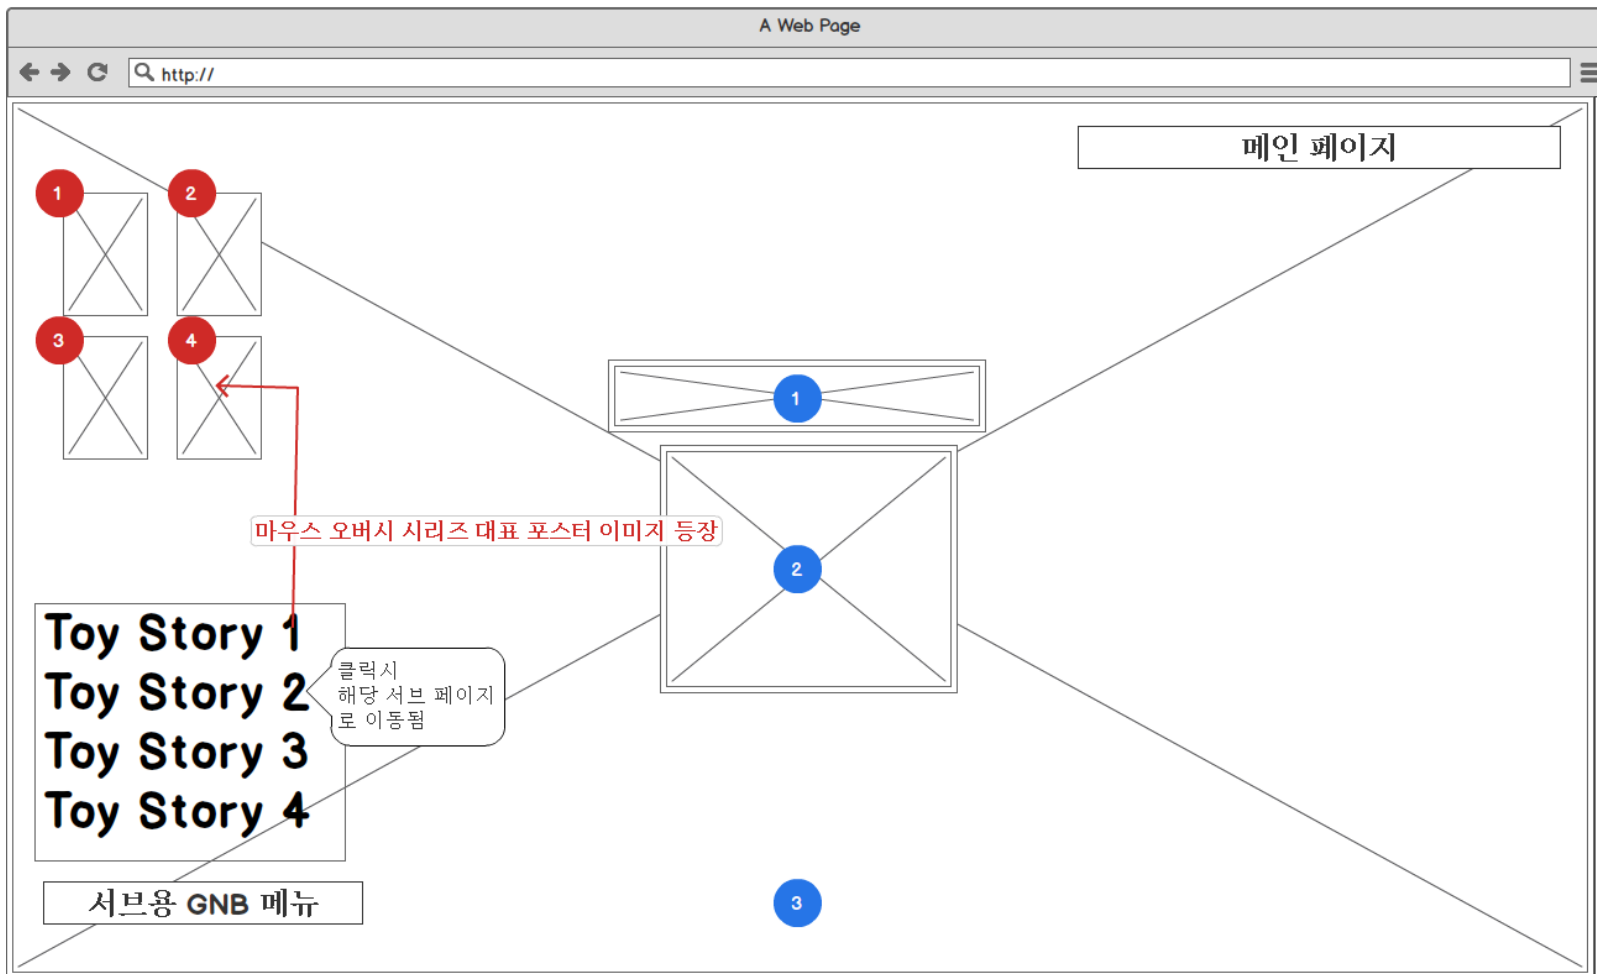 A Web Page
http://
메인 페이지
1
2
3
4
1
마우스 오버시 시리즈 대표 포스터 이미지 등장
2
Toy Story 1
Toy Story 2
Toy Story 3
Toy Story 4
클릭시
해당 서브 페이지
로 이동됨
서브용 GNB 메뉴
3